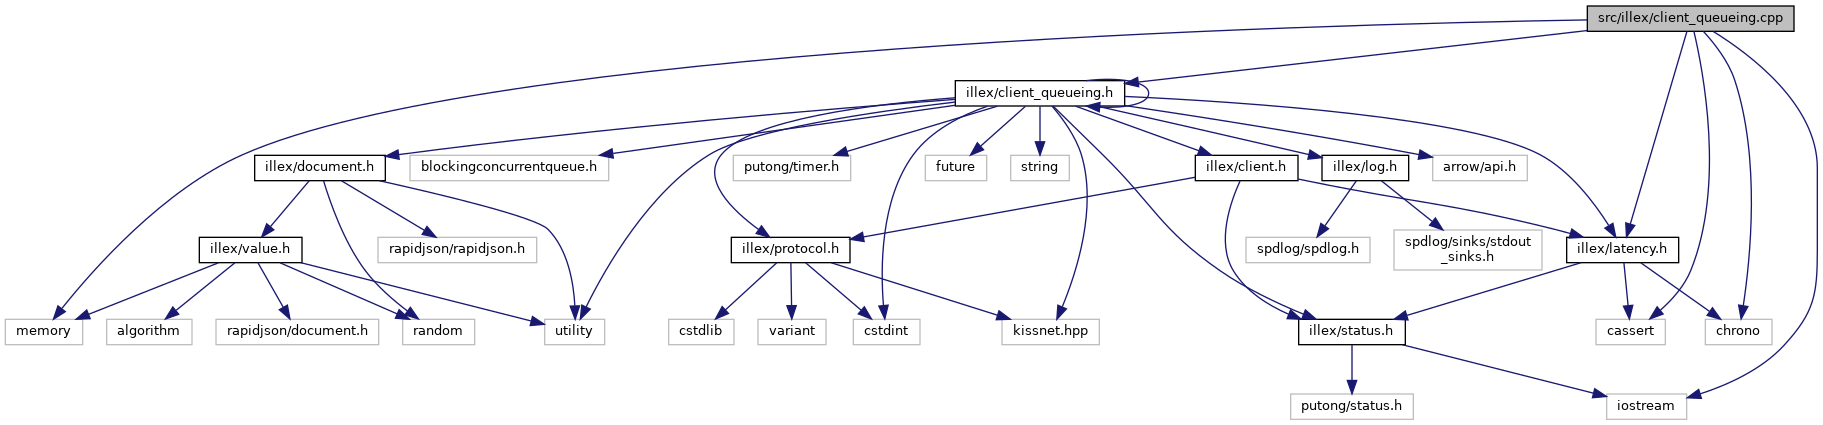 src/illex/client_queueing.cpp
illex/client_queueing.h
illex/document.h
blockingconcurrentqueue.h
putong/timer.h
future
string
illex/client.h
illex/log.h
arrow/api.h
illex/value.h
rapidjson/rapidjson.h
illex/protocol.h
spdlog/spdlog.h
spdlog/sinks/stdout
_sinks.h
illex/latency.h
memory
algorithm
rapidjson/document.h
random
utility
cstdlib
variant
cstdint
kissnet.hpp
illex/status.h
cassert
chrono
putong/status.h
iostream